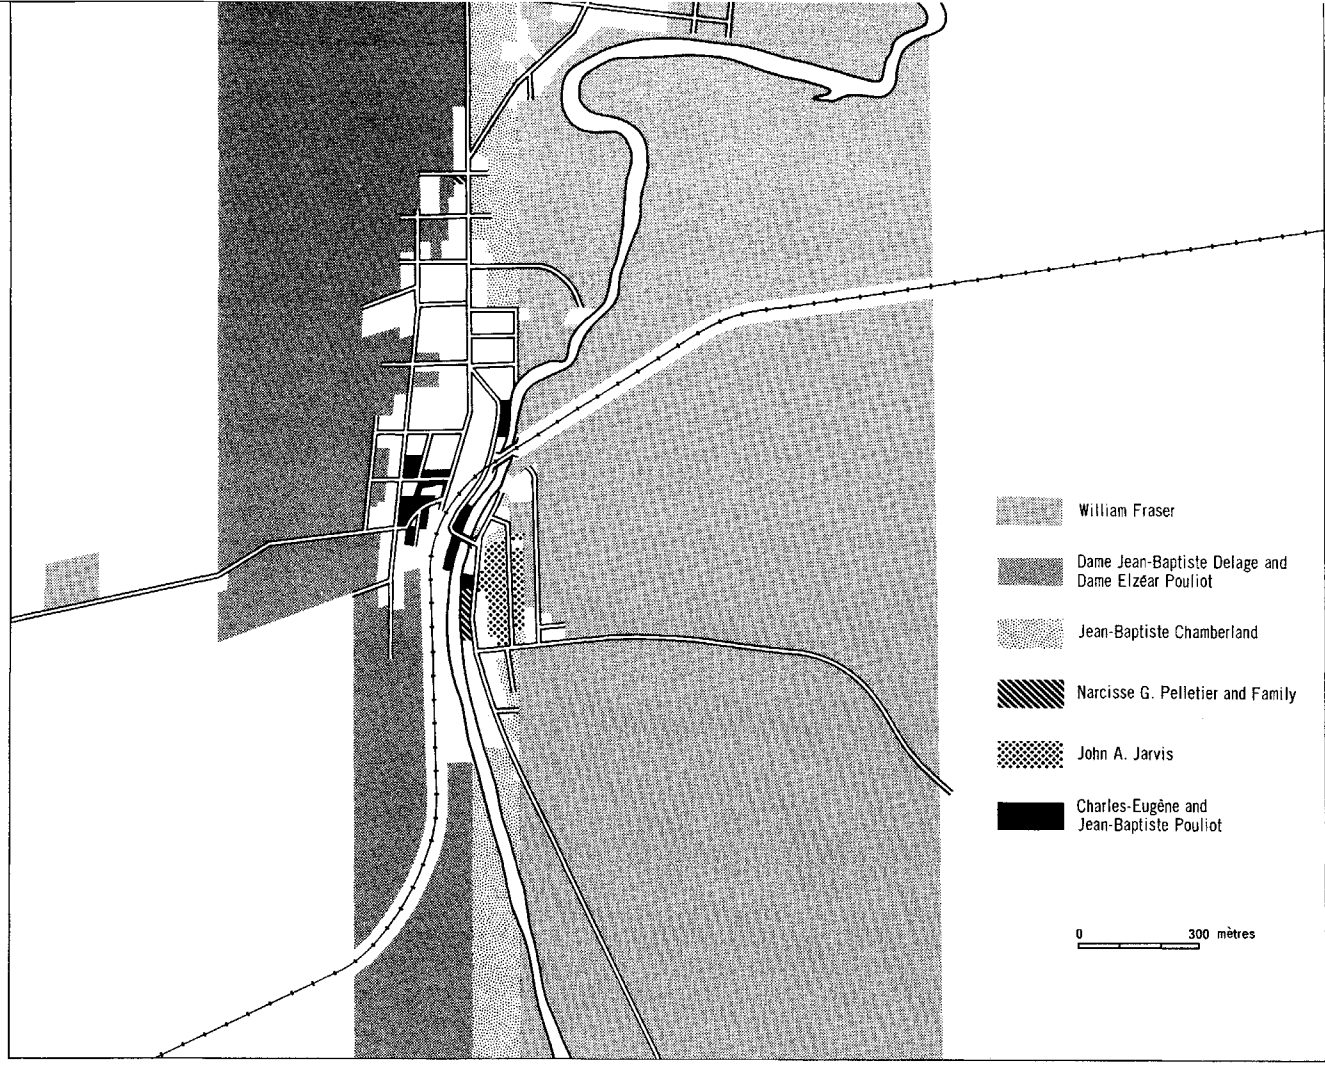 William Fraser
Dame Jean-Baptiste Delage and
Dame Elzéar Pouliot
Jean-Baptiste Chamberland
Narcisse G. Pelletier and Family
John A. Jarvis
Charles-Eugène and
Jean-Baptiste Pouliot
0 300 mètres